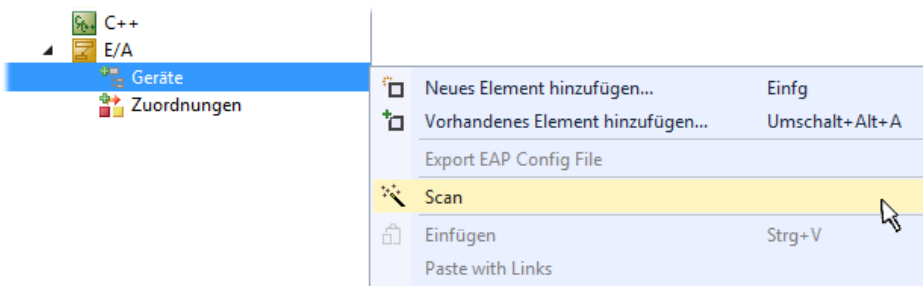 C++
E/A
Geräte
Zuordnungen
Neues Element hinzufügen... Einfg
Vorhandenes Element hinzufügen... Umschalt+Alt+A
Export EAP Config File
Scan
Einfügen Strg+V
Paste with Links